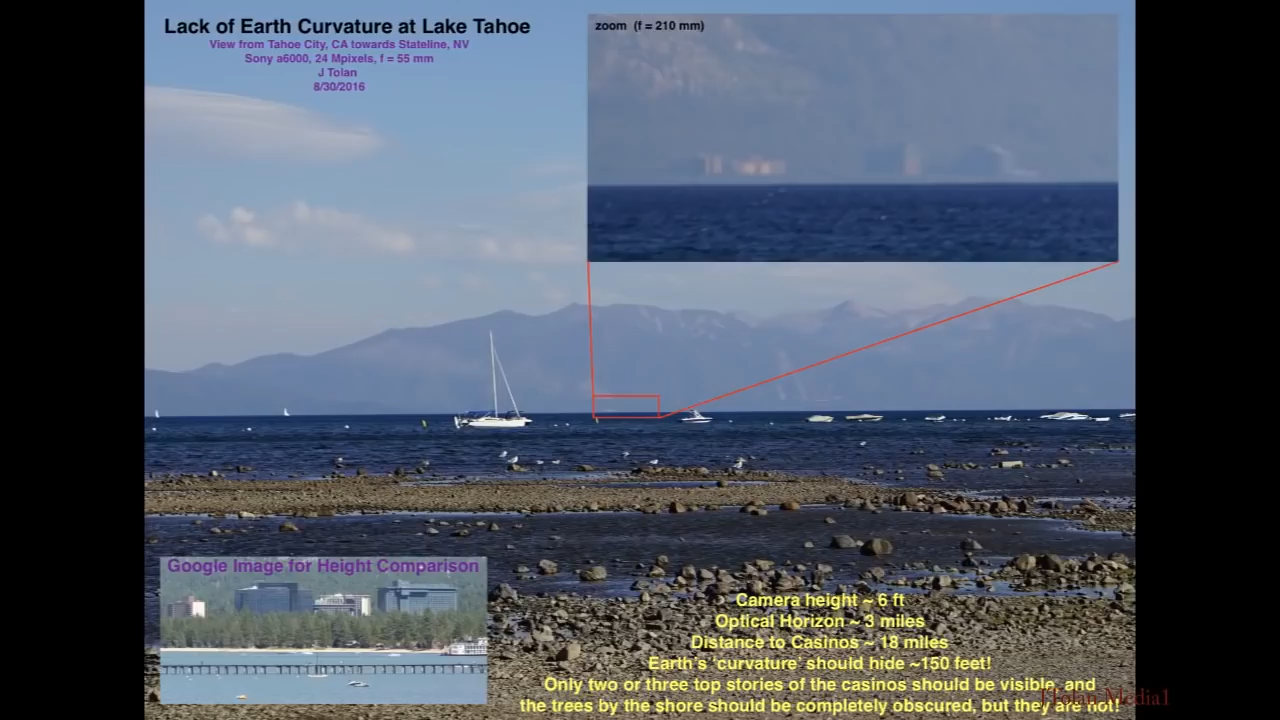 Lack of Earth Curvature at Lake Tahoe
View from Tahoe City, CA towards Stateline, NV
Sony a6000, 24 Mpixels, f = 55 mm
J Tolan
8/30/2016
zoom (f = 210 mm)
Google Image for Height Comparison
Camera height ~ 6 ft
Optical Horizon ~ 3 miles
Distance to Casinos ~ 18 miles
Earth's 'curvature' should hide ~150 feet!
Only two or three top stories of the casinos should be visible, and
the trees by the shore should be completely obscured, but they are not!
JTolan Media1